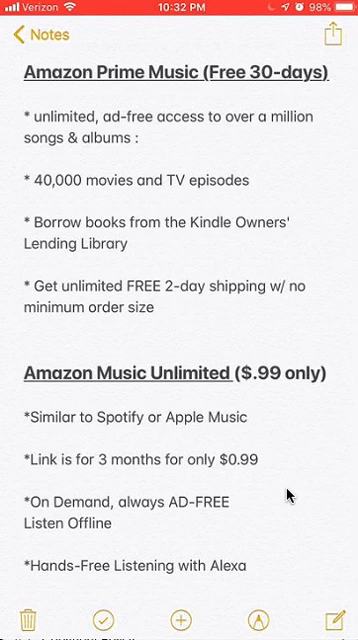 Verizon 10:32 PM 98%
Notes
Amazon Prime Music (Free 30-days)
* unlimited, ad-free access to over a million
songs & albums :
* 40,000 movies and TV episodes
* Borrow books from the Kindle Owners'
Lending Library
* Get unlimited FREE 2-day shipping w/ no
minimum order size
Amazon Music Unlimited ($.99 only)
*Similar to Spotify or Apple Music
*Link is for 3 months for only $0.99
*On Demand, always AD-FREE
Listen Offline
*Hands-Free Listening with Alexa